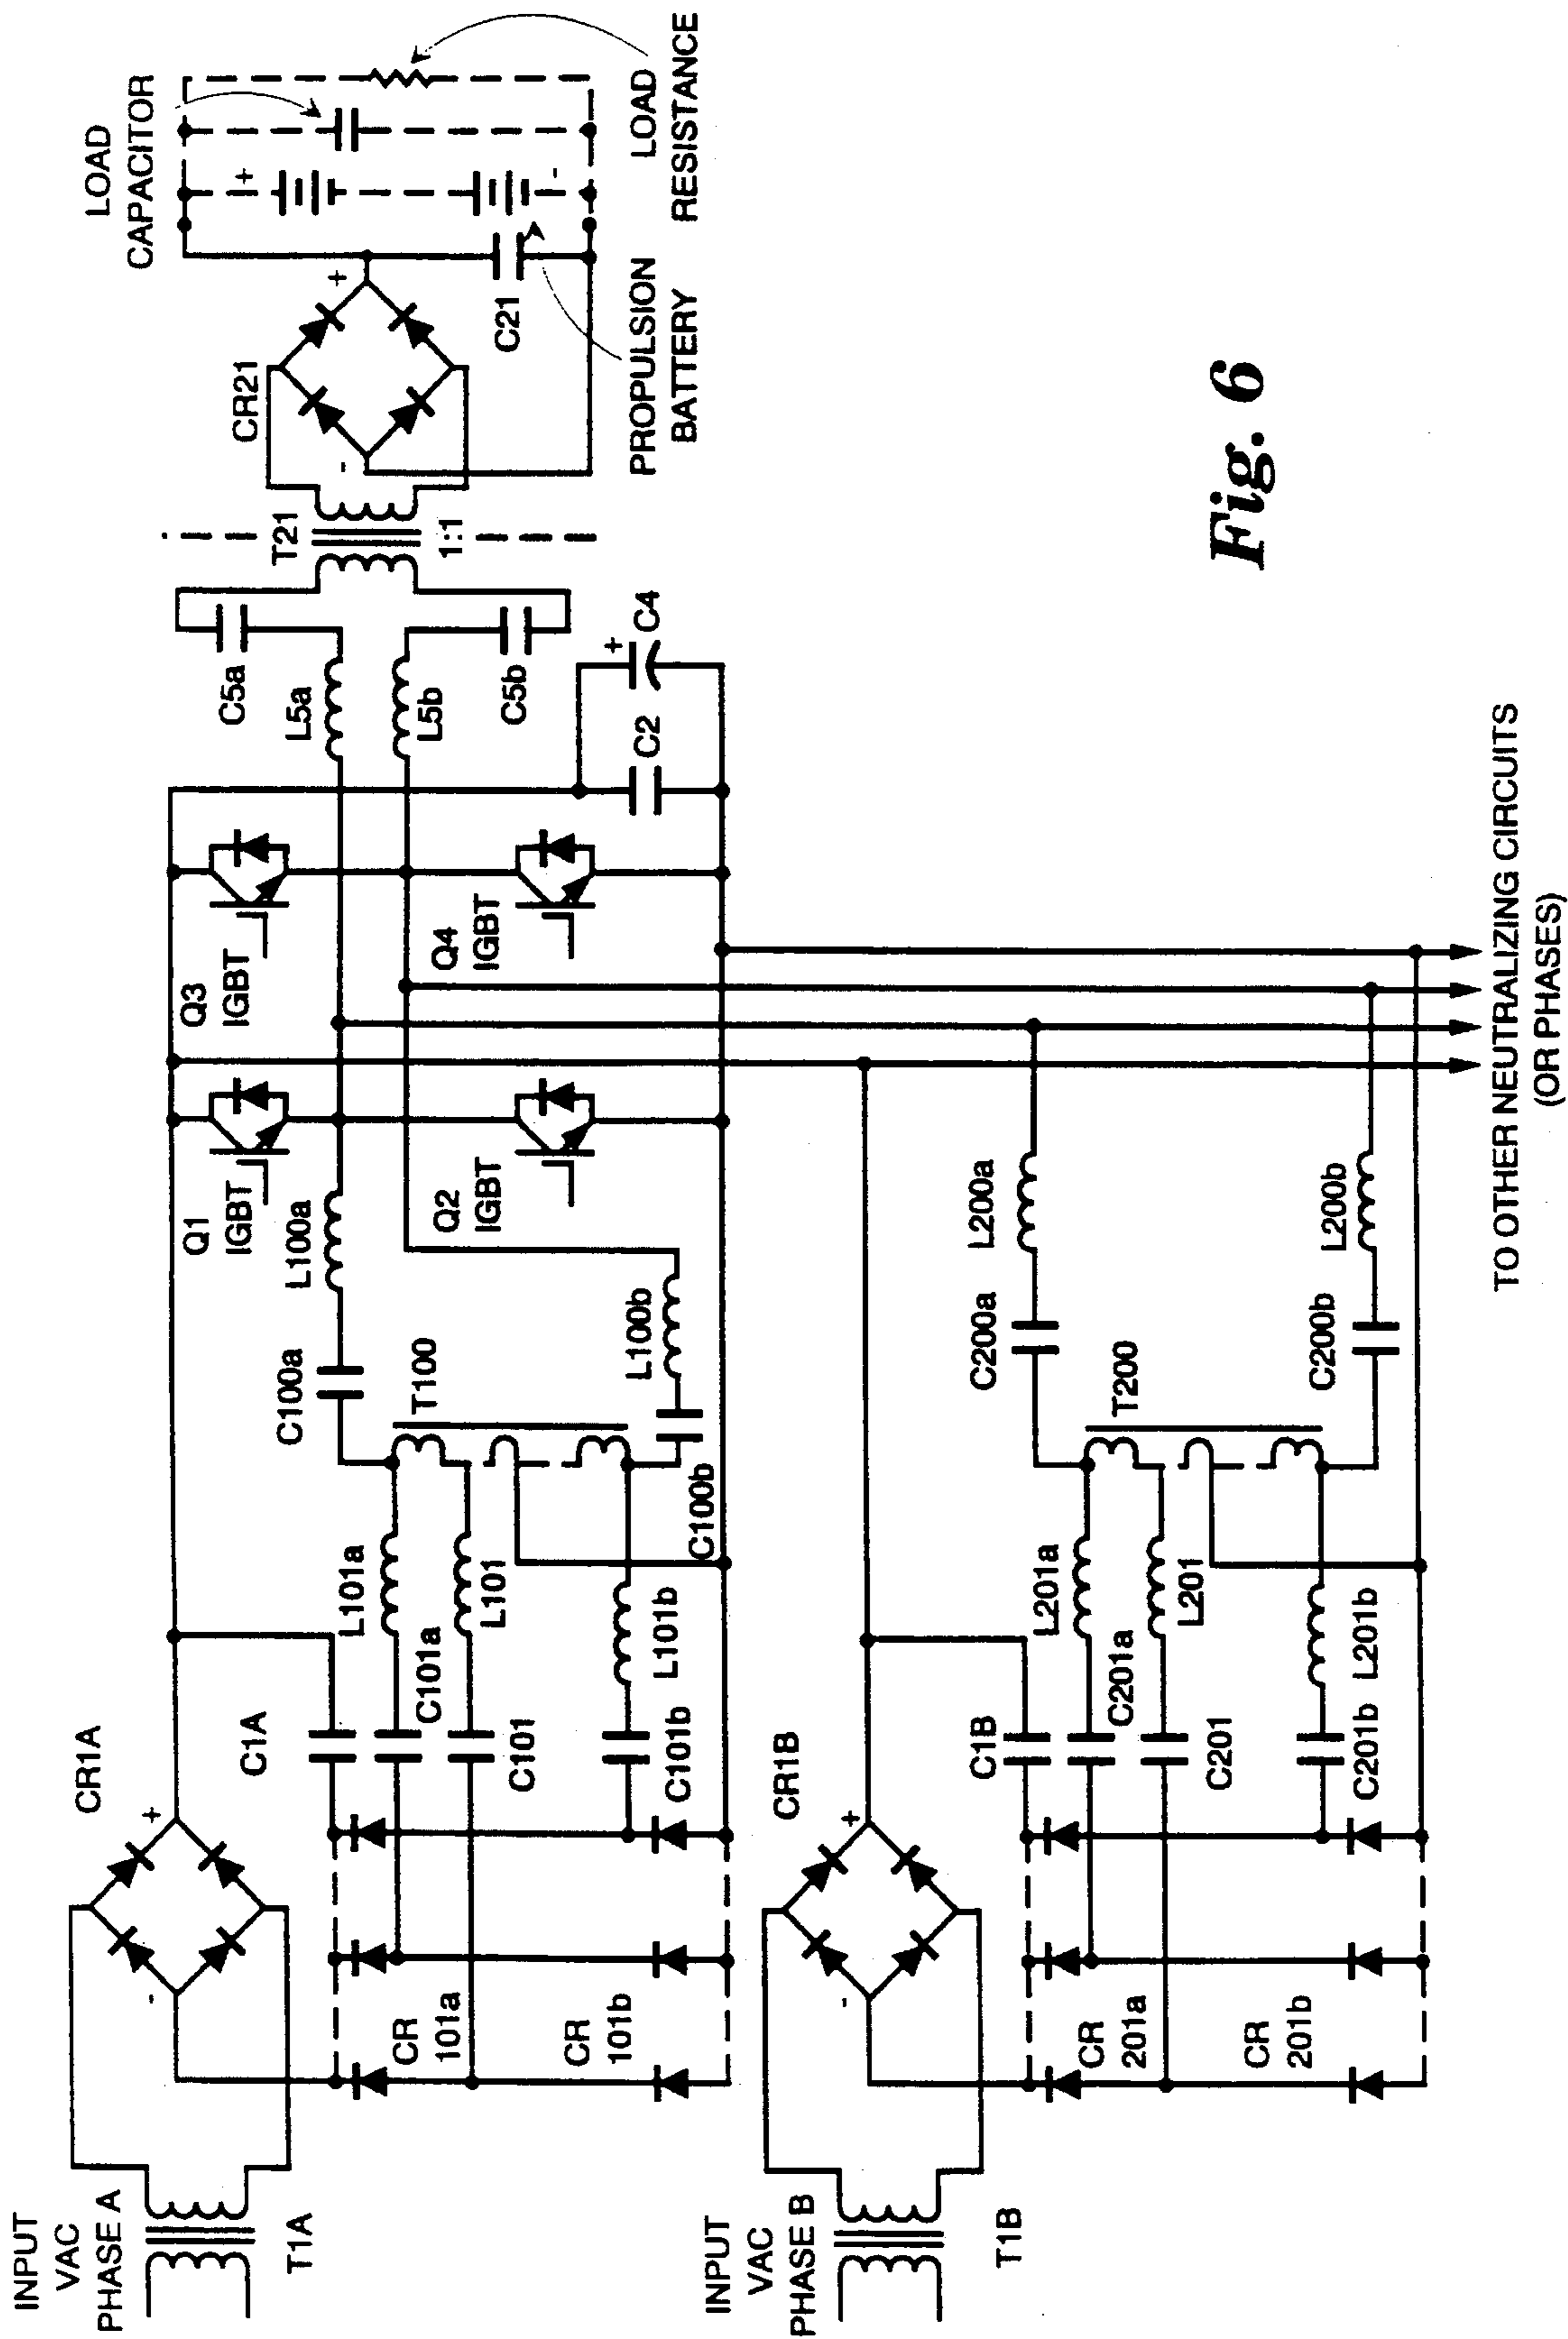 INPUT
VAC
PHASE A
T1A
CR1A
+
-
C1A
L101a
C101a
L101
C101
L101b
C101b
CR
101a
CR
101b
C100a
T100
L100a
L100b
C100b
Q1
IGBT
Q2
IGBT
Q3
IGBT
Q4
IGBT
C5a
L5a
L5b
C5b
C2
+
C4
T21
1:1
CR21
+
-
C21
LOAD
CAPACITOR
+
-
PROPULSION
BATTERY
LOAD
RESISTANCE
INPUT
VAC
PHASE B
T1B
CR1B
+
-
C1B
L201a
C201a
L201
C201
L201b
C201b
CR
201a
CR
201b
C200a
T200
L200a
L200b
C200b
TO OTHER NEUTRALIZING CIRCUITS
(OR PHASES)
Fig. 6